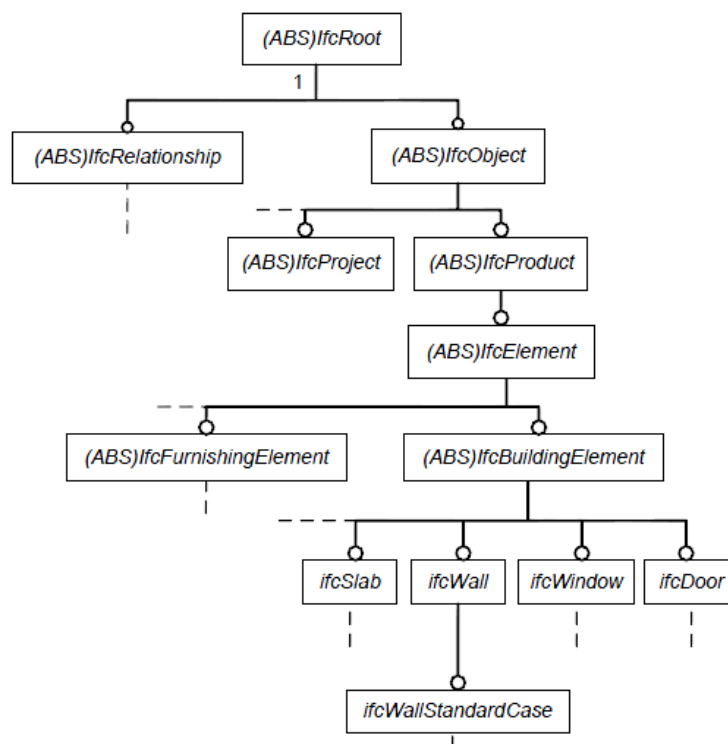 (ABS)IfcRoot
1
(ABS)IfcRelationship
(ABS)IfcObject
(ABS)IfcProject
(ABS)IfcProduct
(ABS)IfcElement
(ABS)IfcFurnishingElement
(ABS)IfcBuildingElement
ifcSlab
ifcWall
ifcWindow
ifcDoor
ifcWallStandardCase